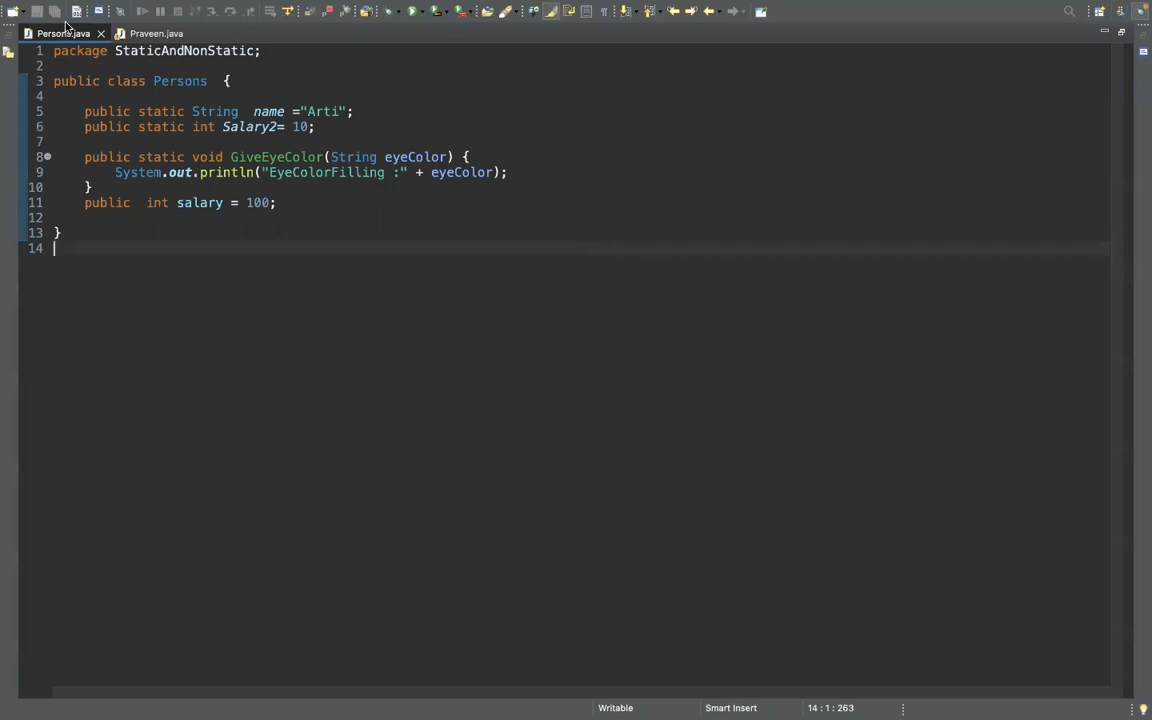 Persons.java Praveen.java
1 package StaticAndNonStatic;
2
3 public class Persons {
4
5 public static String name ="Arti";
6 public static int Salary2= 10;
7
8 public static void GiveEyeColor(String eyeColor) {
9 System.out.println("EyeColorFilling :" + eyeColor);
10 }
11 public int salary = 100;
12
13 }
14
Writable Smart Insert 14 : 1 : 263